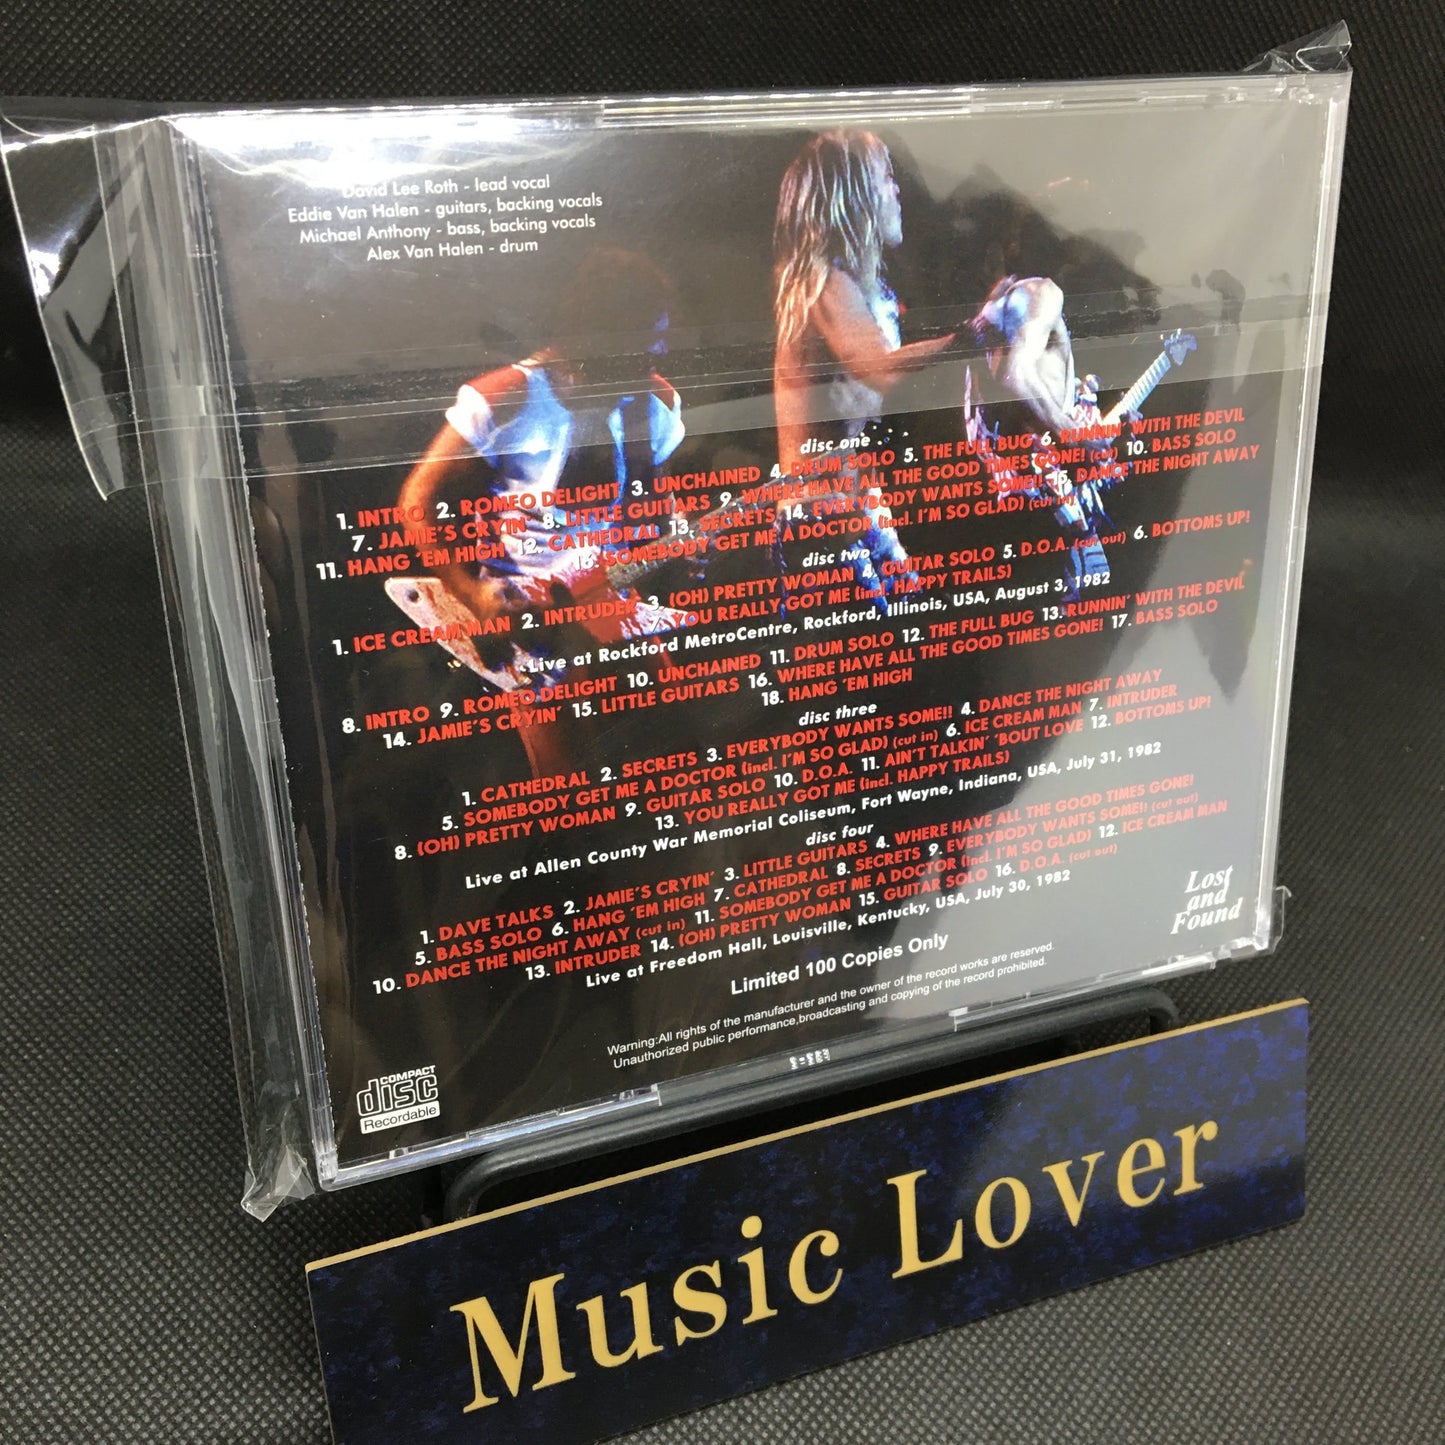 David Lee Roth - lead vocal
Eddie Van Halen - guitars, backing vocals
Michael Anthony - bass, backing vocals
Alex Van Halen - drum
disc one
1. INTRO 2. ROMEO DELIGHT 3. UNCHAINED 4. DRUM SOLO 5. THE FULL BUG 6. RUNNIN' WITH THE DEVIL
7. JAMIE'S CRYIN' 8. LITTLE GUITARS 9. WHERE HAVE ALL THE GOOD TIMES GONE! (cut) 10. BASS SOLO
11. HANG 'EM HIGH 12. CATHEDRAL 13. SECRETS 14. EVERYBODY WANTS SOME!! 15. DANCE THE NIGHT AWAY
16. SOMEBODY GET ME A DOCTOR (incl. I'M SO GLAD) (cut in)
disc two
1. ICE CREAM MAN 2. INTRUDER 3. (OH) PRETTY WOMAN 4. GUITAR SOLO 5. D.O.A. (cut out) 6. BOTTOMS UP!
7. YOU REALLY GOT ME (incl. HAPPY TRAILS)
Live at Rockford MetroCentre, Rockford, Illinois, USA, August 3, 1982
8. INTRO 9. ROMEO DELIGHT 10. UNCHAINED 11. DRUM SOLO 12. THE FULL BUG 13. RUNNIN' WITH THE DEVIL
14. JAMIE'S CRYIN' 15. LITTLE GUITARS 16. WHERE HAVE ALL THE GOOD TIMES GONE! 17. BASS SOLO
18. HANG 'EM HIGH
disc three
1. CATHEDRAL 2. SECRETS 3. EVERYBODY WANTS SOME!! 4. DANCE THE NIGHT AWAY
5. SOMEBODY GET ME A DOCTOR (incl. I'M SO GLAD) (cut in) 6. ICE CREAM MAN 7. INTRUDER
8. (OH) PRETTY WOMAN 9. GUITAR SOLO 10. D.O.A. 11. AIN'T TALKIN' 'BOUT LOVE 12. BOTTOMS UP!
13. YOU REALLY GOT ME (incl. HAPPY TRAILS)
Live at Allen County War Memorial Coliseum, Fort Wayne, Indiana, USA, July 31, 1982
disc four
1. DAVE TALKS 2. JAMIE'S CRYIN' 3. LITTLE GUITARS 4. WHERE HAVE ALL THE GOOD TIMES GONE!
5. BASS SOLO 6. HANG 'EM HIGH 7. CATHEDRAL 8. SECRETS 9. EVERYBODY WANTS SOME!! (cut out)
10. DANCE THE NIGHT AWAY (cut in) 11. SOMEBODY GET ME A DOCTOR (incl. I'M SO GLAD) 12. ICE CREAM MAN
13. INTRUDER 14. (OH) PRETTY WOMAN 15. GUITAR SOLO 16. D.O.A. (cut out)
Live at Freedom Hall, Louisville, Kentucky, USA, July 30, 1982
Lost
and
Found
Limited 100 Copies Only
Warning:All rights of the manufacturer and the owner of the record works are reserved.
Unauthorized public performance,broadcasting and copying of the record prohibited.
COMPACT
disc
Recordable
Music Lover